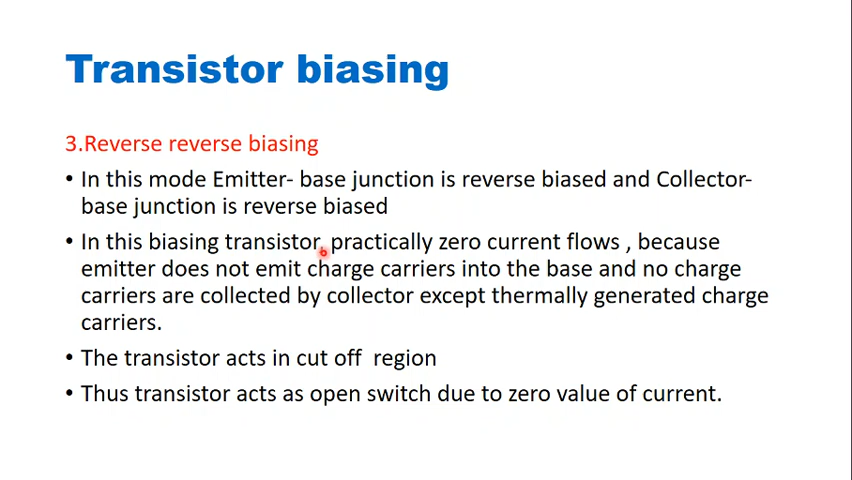 Transistor biasing
3.Reverse reverse biasing
• In this mode Emitter- base junction is reverse biased and Collector-
base junction is reverse biased
• In this biasing transistor, practically zero current flows , because
emitter does not emit charge carriers into the base and no charge
carriers are collected by collector except thermally generated charge
carriers.
• The transistor acts in cut off  region
• Thus transistor acts as open switch due to zero value of current.